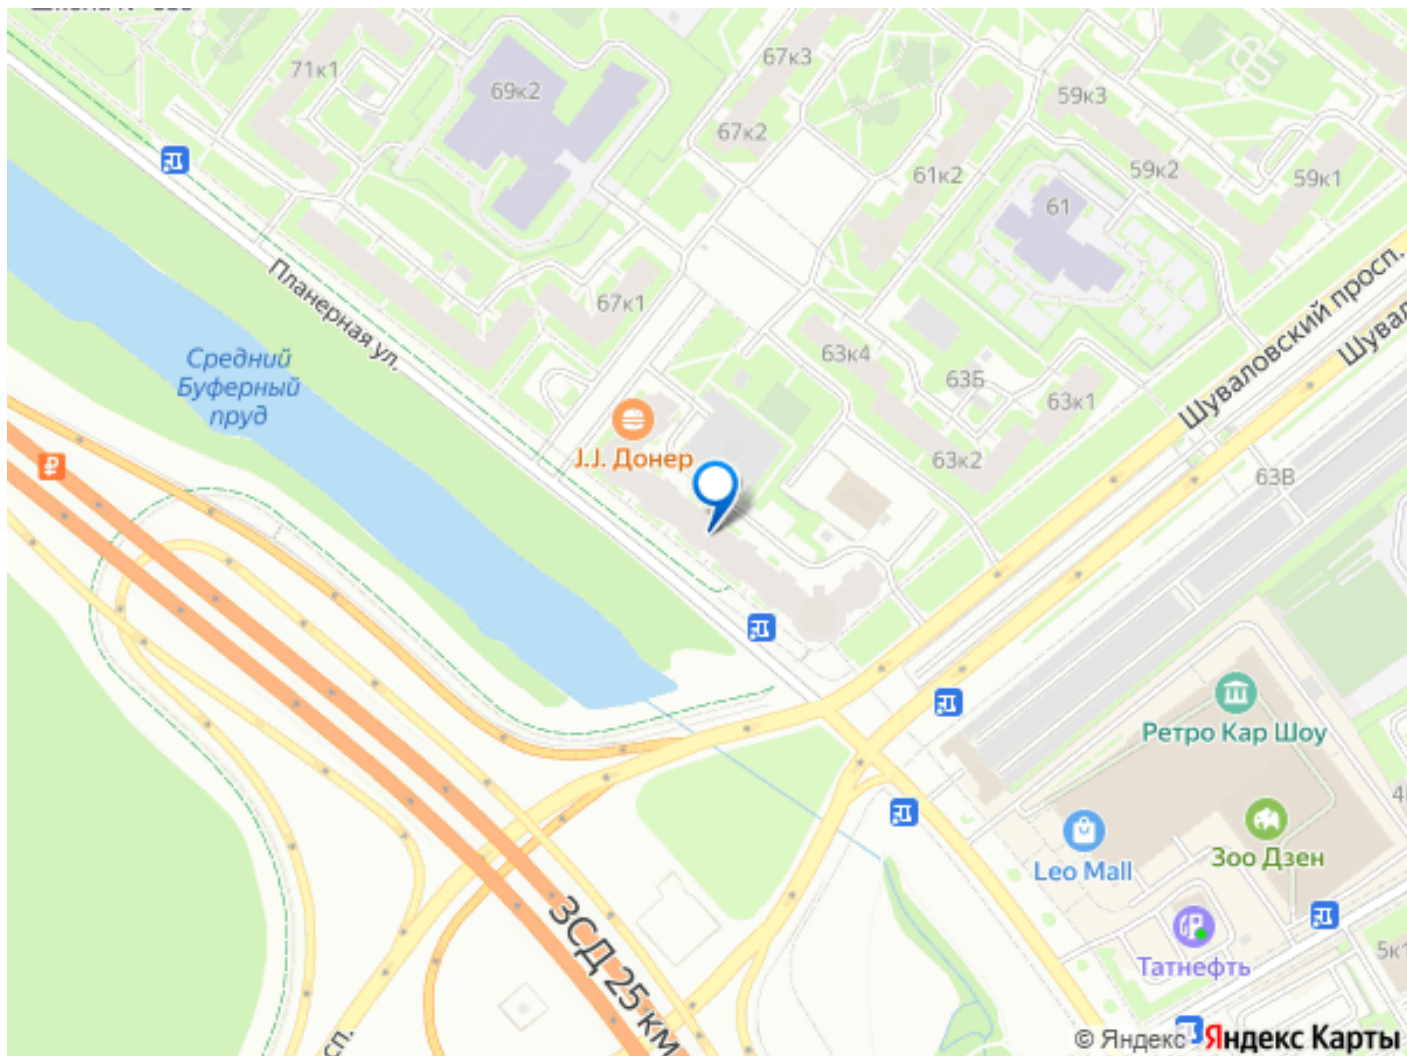 71к1
69к2
67к3
67к2
59к3
59к2
59к1
61к2
61
67к1
Планерная ул.
Средний
Буферный
пруд
63к4
63Б
63к1
63к2
Шуваловский просп.
J.J. Донер
63В
Ретро Кар Шоу
Leo Mall
Зоо Дзен
Татнефть
5к1
ЗСД 25 км
© Яндекс
Яндекс Карты